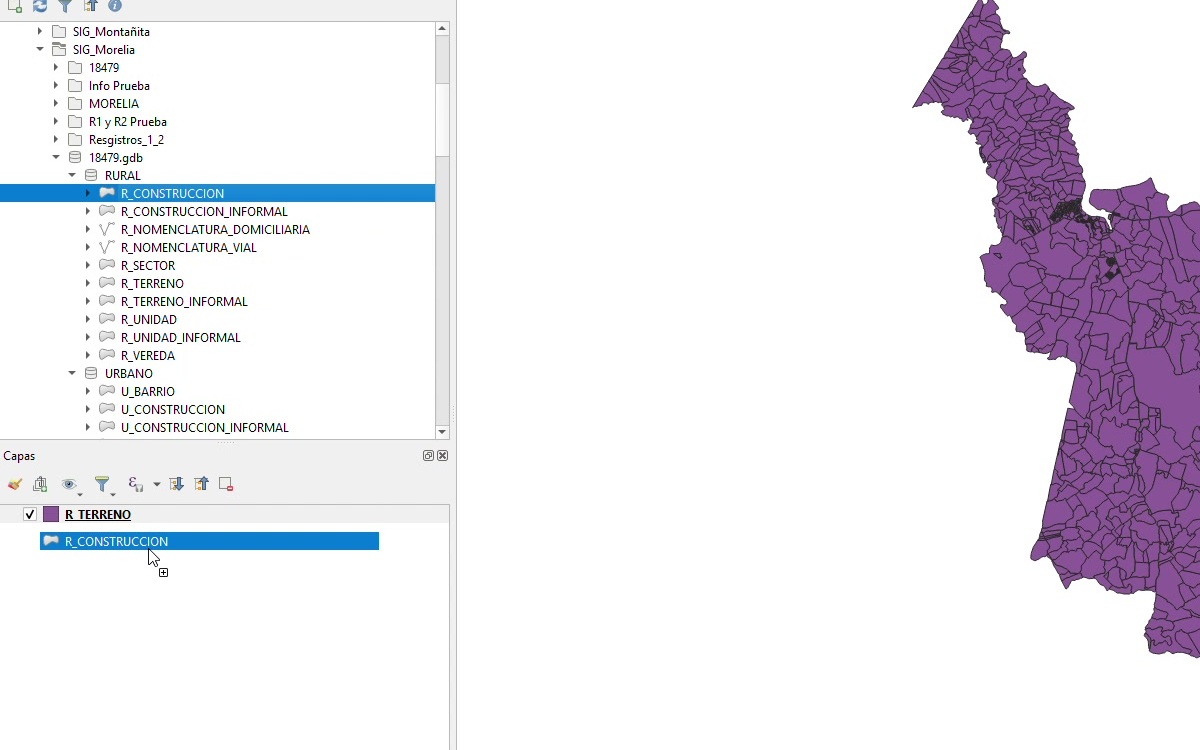 SIG_Montañita
SIG_Morelia
18479
Info Prueba
MORELIA
R1 y R2 Prueba
Resgistros_1_2
18479.gdb
RURAL
R_CONSTRUCCION
R_CONSTRUCCION_INFORMAL
R_NOMENCLATURA_DOMICILIARIA
R_NOMENCLATURA_VIAL
R_SECTOR
R_TERRENO
R_TERRENO_INFORMAL
R_UNIDAD
R_UNIDAD_INFORMAL
R_VEREDA
URBANO
U_BARRIO
U_CONSTRUCCION
U_CONSTRUCCION_INFORMAL
Capas
R_TERRENO
R_CONSTRUCCION